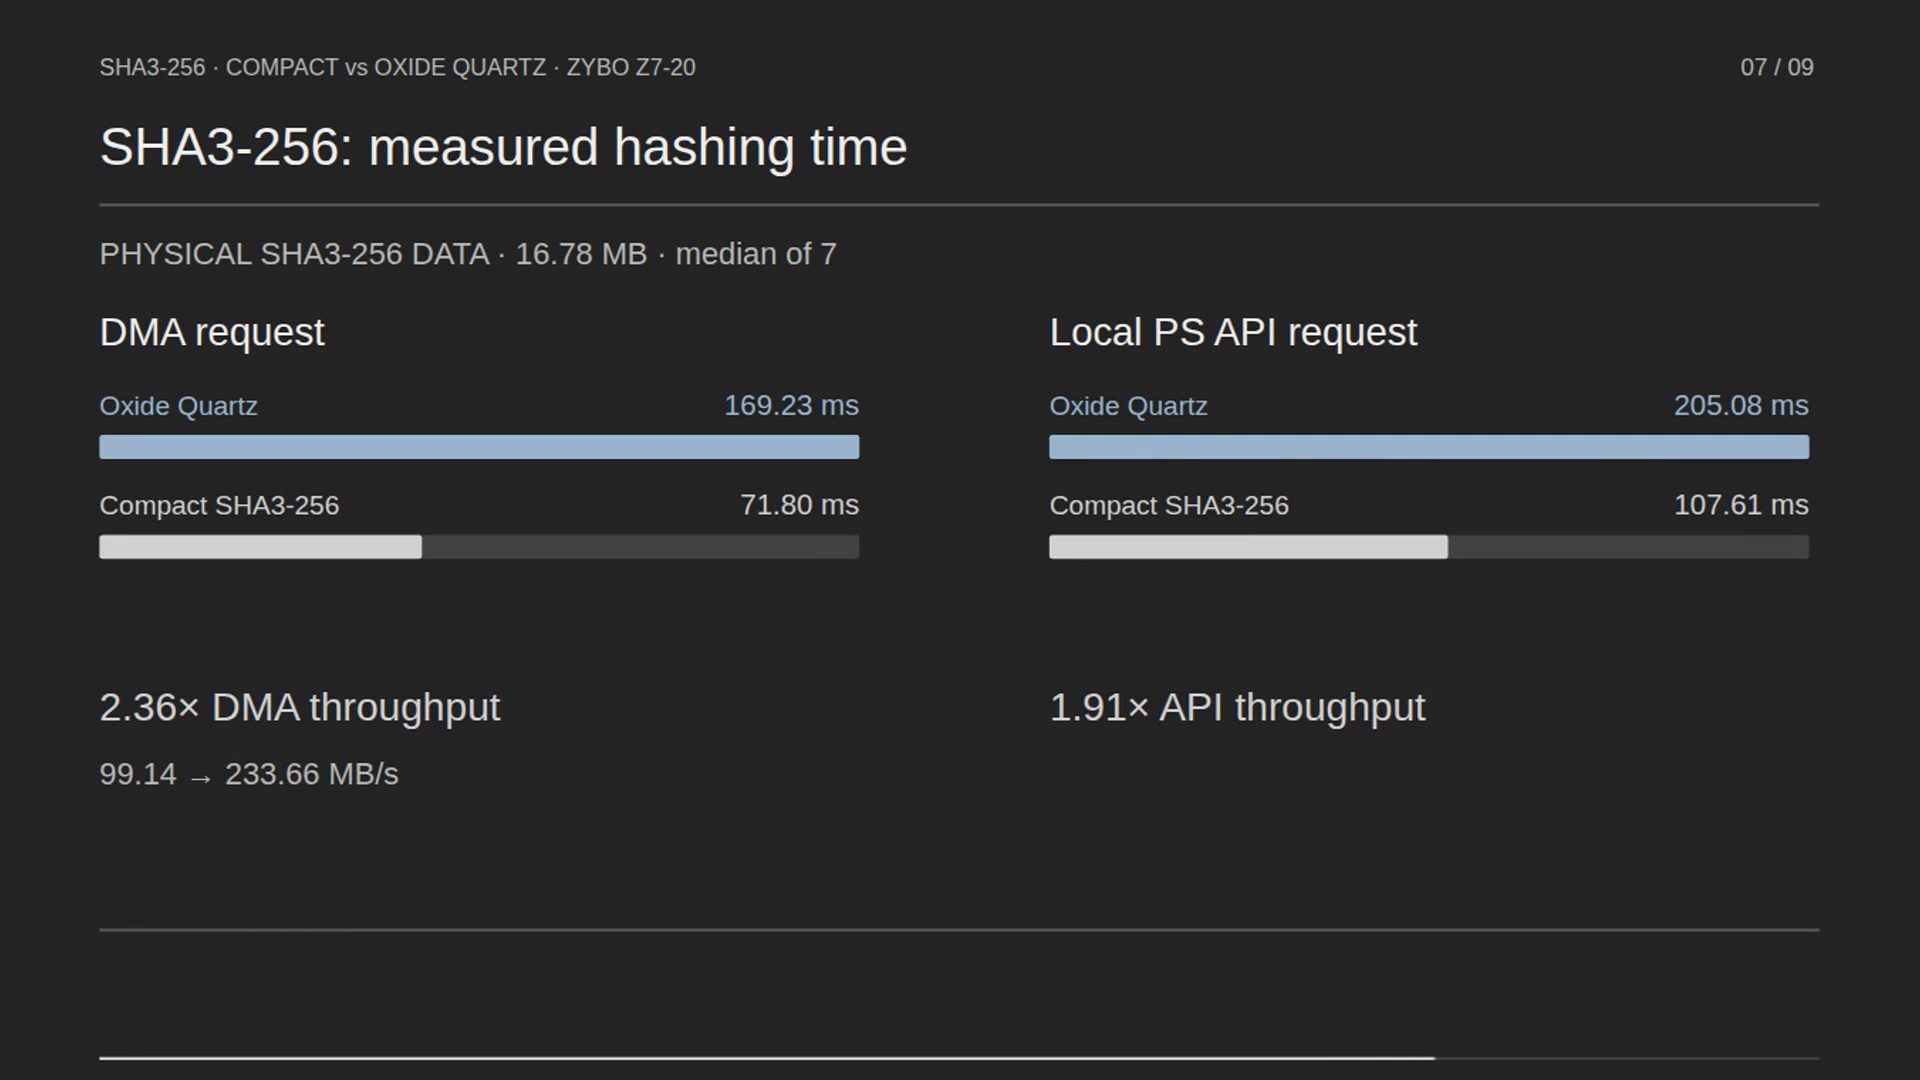 SHA3-256 · COMPACT vs OXIDE QUARTZ · ZYBO Z7-20
07 / 09
SHA3-256: measured hashing time
PHYSICAL SHA3-256 DATA · 16.78 MB · median of 7
DMA request
Oxide Quartz 169.23 ms
Compact SHA3-256 71.80 ms
2.36× DMA throughput
99.14 → 233.66 MB/s
Local PS API request
Oxide Quartz 205.08 ms
Compact SHA3-256 107.61 ms
1.91× API throughput